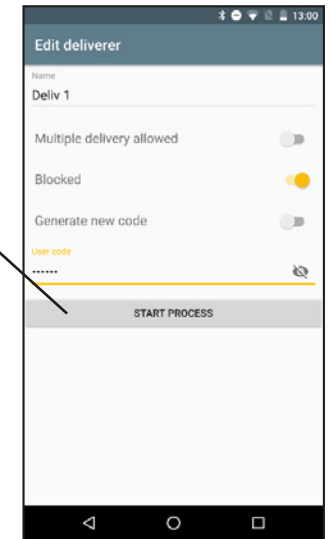 13:00
Edit deliverer
Name
Deliv 1
Multiple delivery allowed
Blocked
Generate new code
User code
••••••
START PROCESS